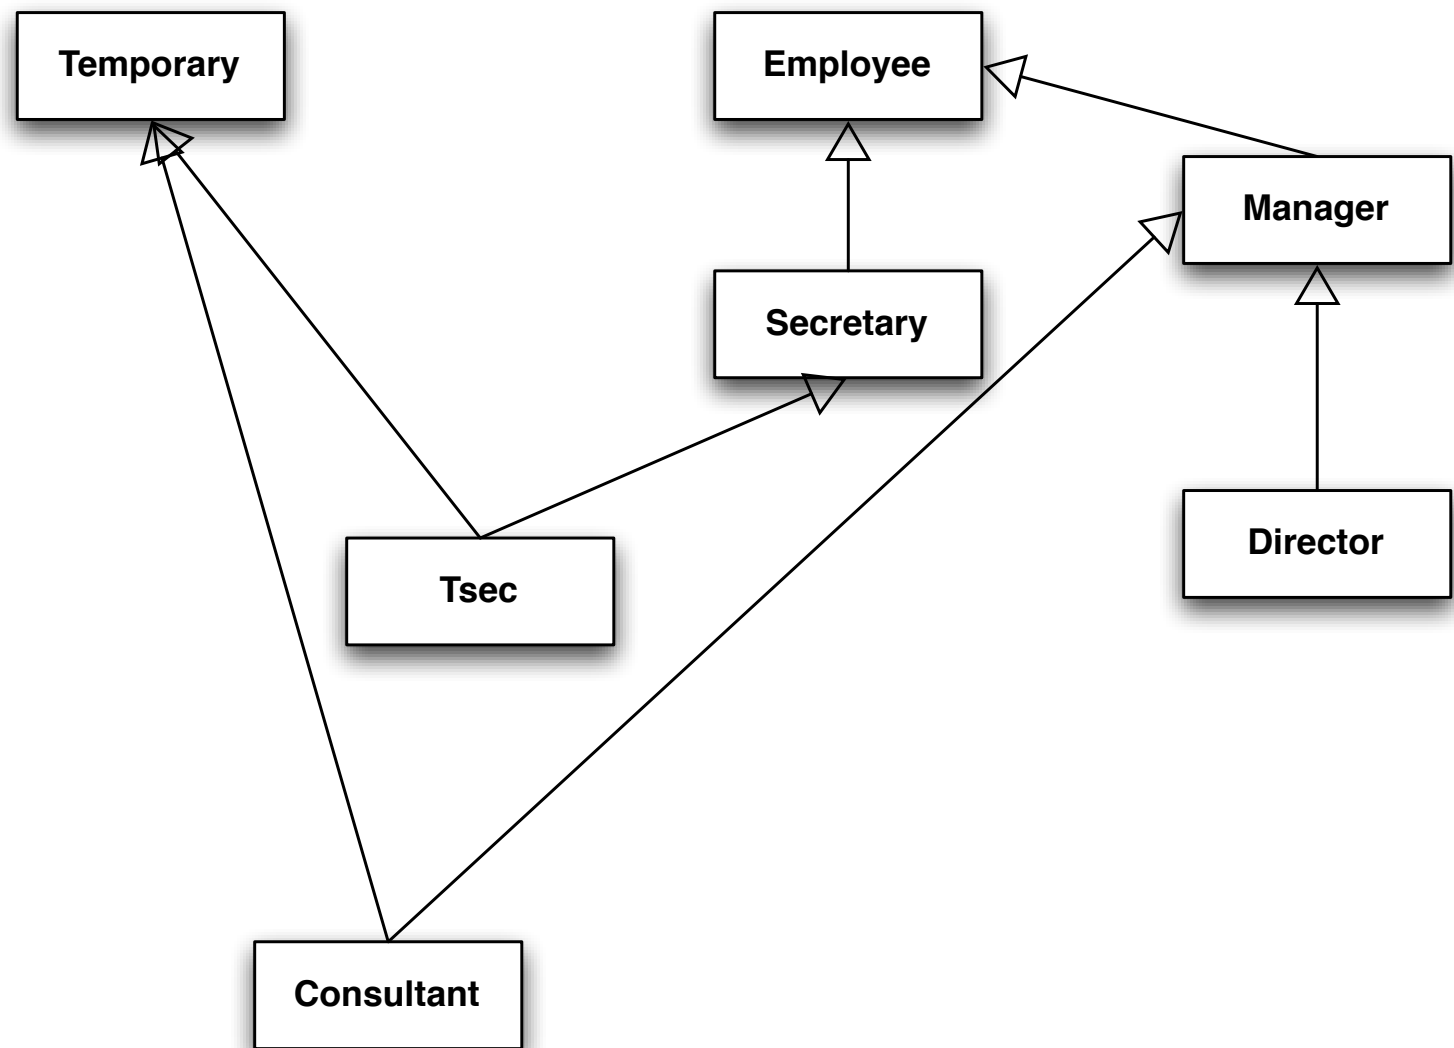 Temporary
Employee
Manager
Secretary
Director
Tsec
Consultant